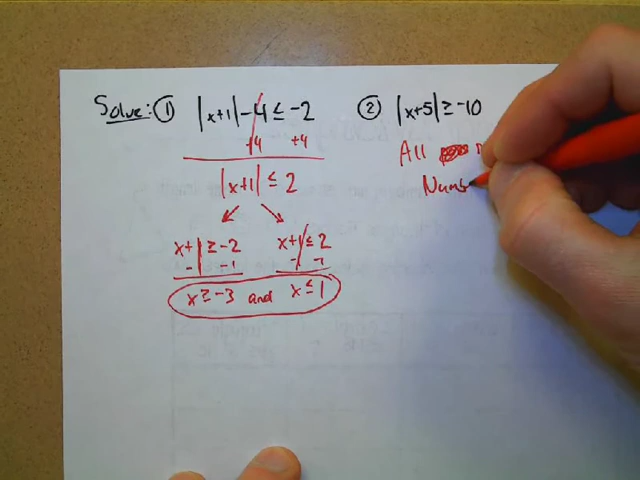 Solve: ① |x+1| - 4 ≤ -2
+4 +4
|x+1| ≤ 2
x+1 ≥ -2 x+1 ≤ 2
-1 -1 -1 -1
x ≥ -3 and x ≤ 1
② |x+5| ≥ -10
All
Numb